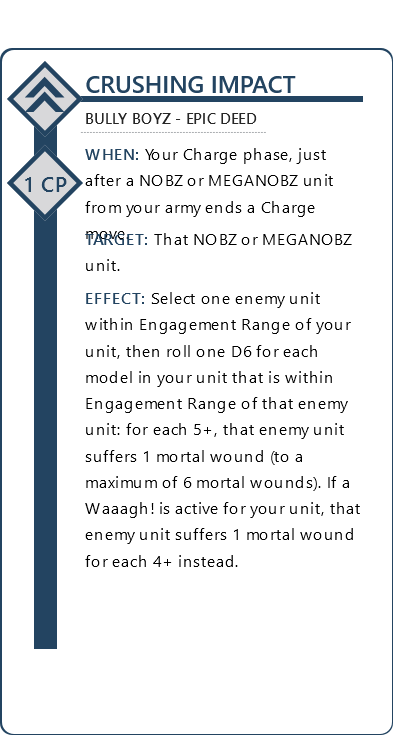 CRUSHING IMPACT
BULLY BOYZ - EPIC DEED
WHEN: Your Charge phase, just
after a NOBZ or MEGANOBZ unit
1 CP
from your army ends a Charge
move.
TARGET: That NOBZ or MEGANOBZ
unit.
EFFECT: Select one enemy unit
within Engagement Range of your
unit, then roll one D6 for each
model in your unit that is within
Engagement Range of that enemy
unit: for each 5+, that enemy unit
suffers 1 mortal wound (to a
maximum of 6 mortal wounds). If a
Waaagh! is active for your unit, that
enemy unit suffers 1 mortal wound
for each 4+ instead.